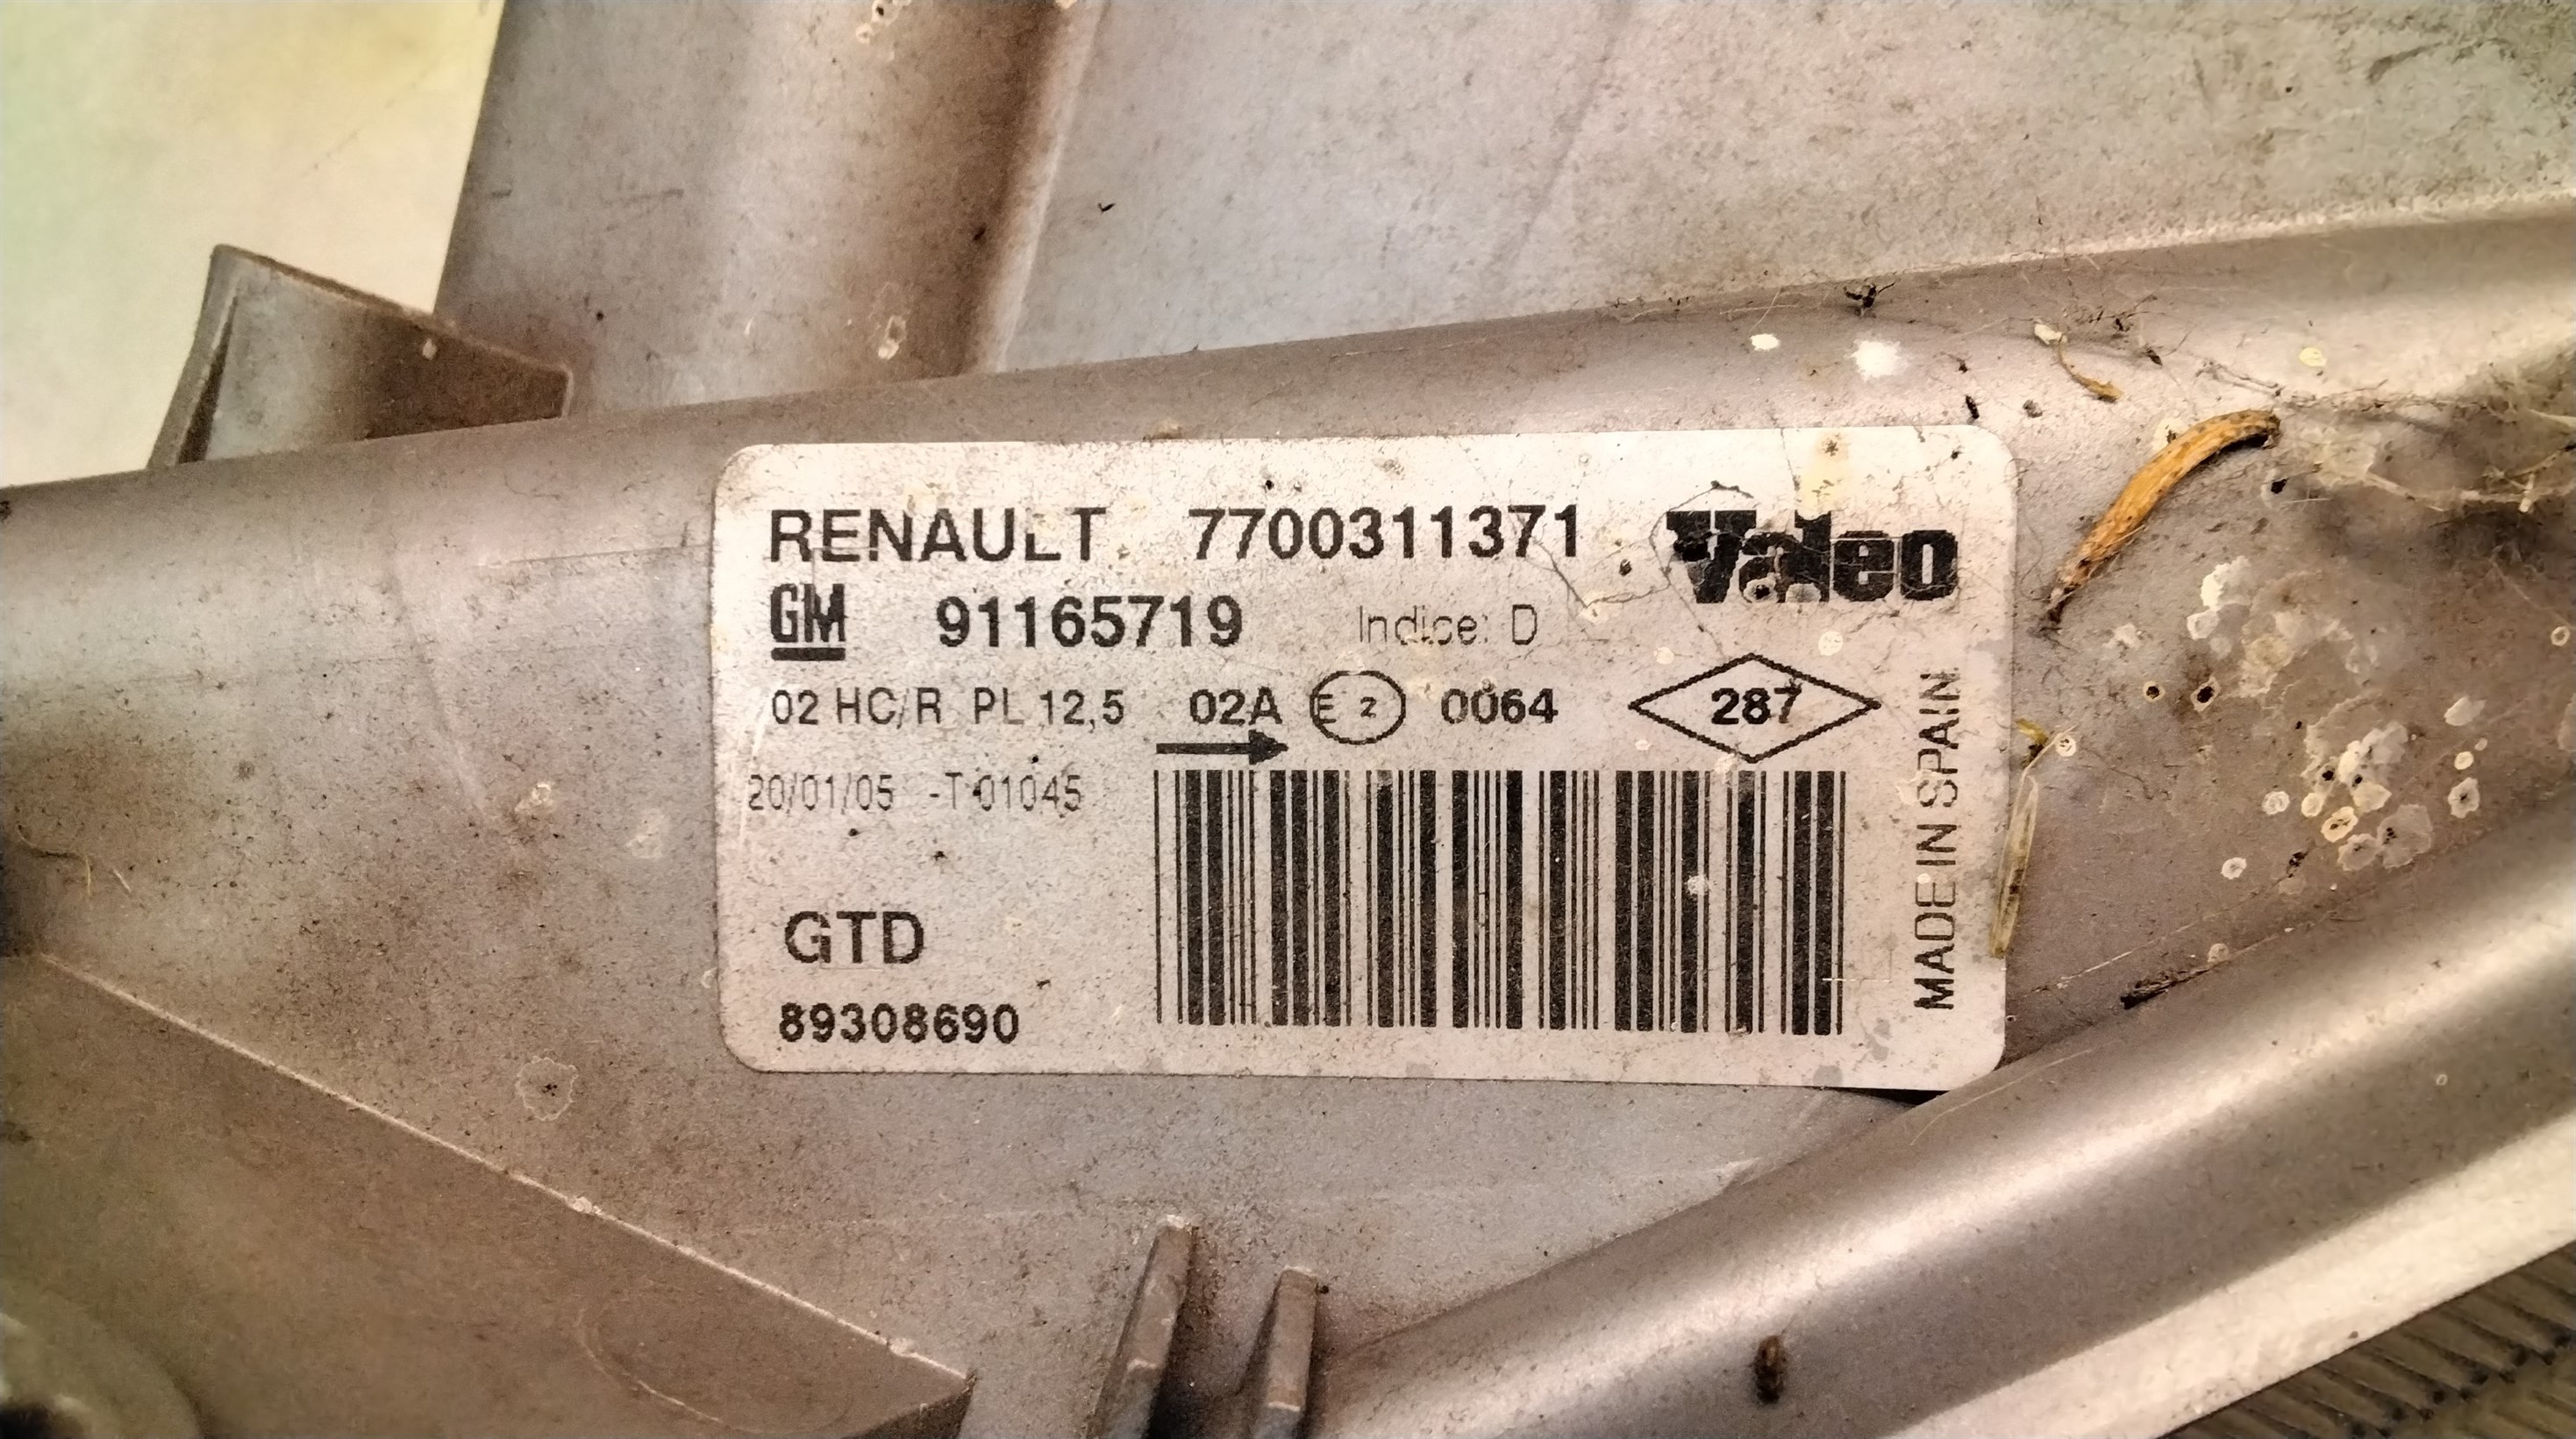 RENAULT 7700311371 Valeo
GM 91165719 Indice: D
02 HC/R PL 12,5 02A E 2 0064 287
20/01/05 -T 01045
GTD
89308690
MADE IN SPAIN